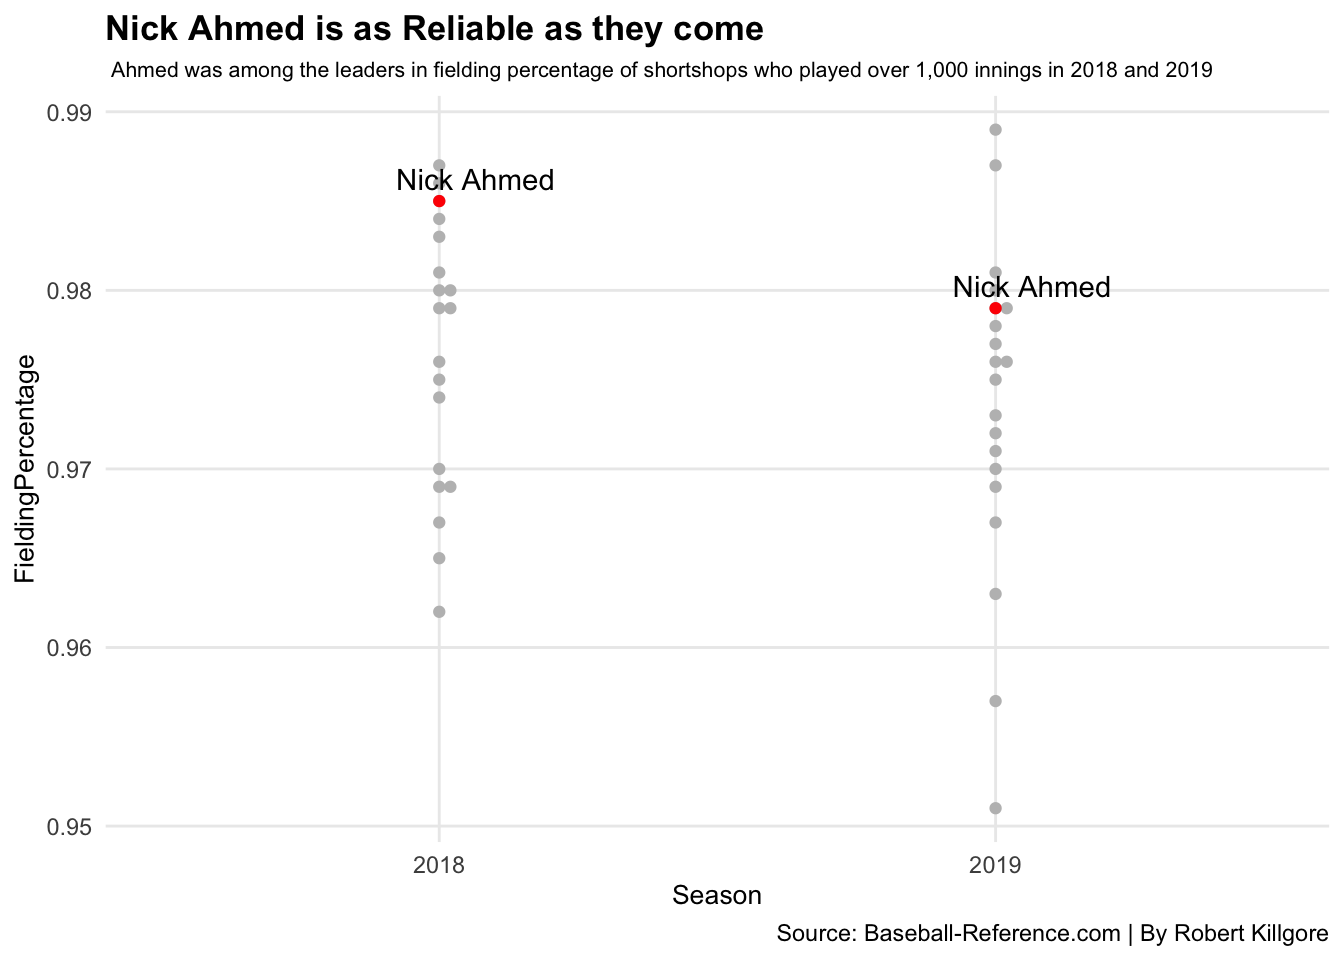 Nick Ahmed is as Reliable as they come
Ahmed was among the leaders in fielding percentage of shortshops who played over 1,000 innings in 2018 and 2019
0.99
Nick Ahmed
0.98
Nick Ahmed
0.97
FieldingPercentage
0.96
0.95
2018
2019
Season
Source: Baseball-Reference.com | By Robert Killgore